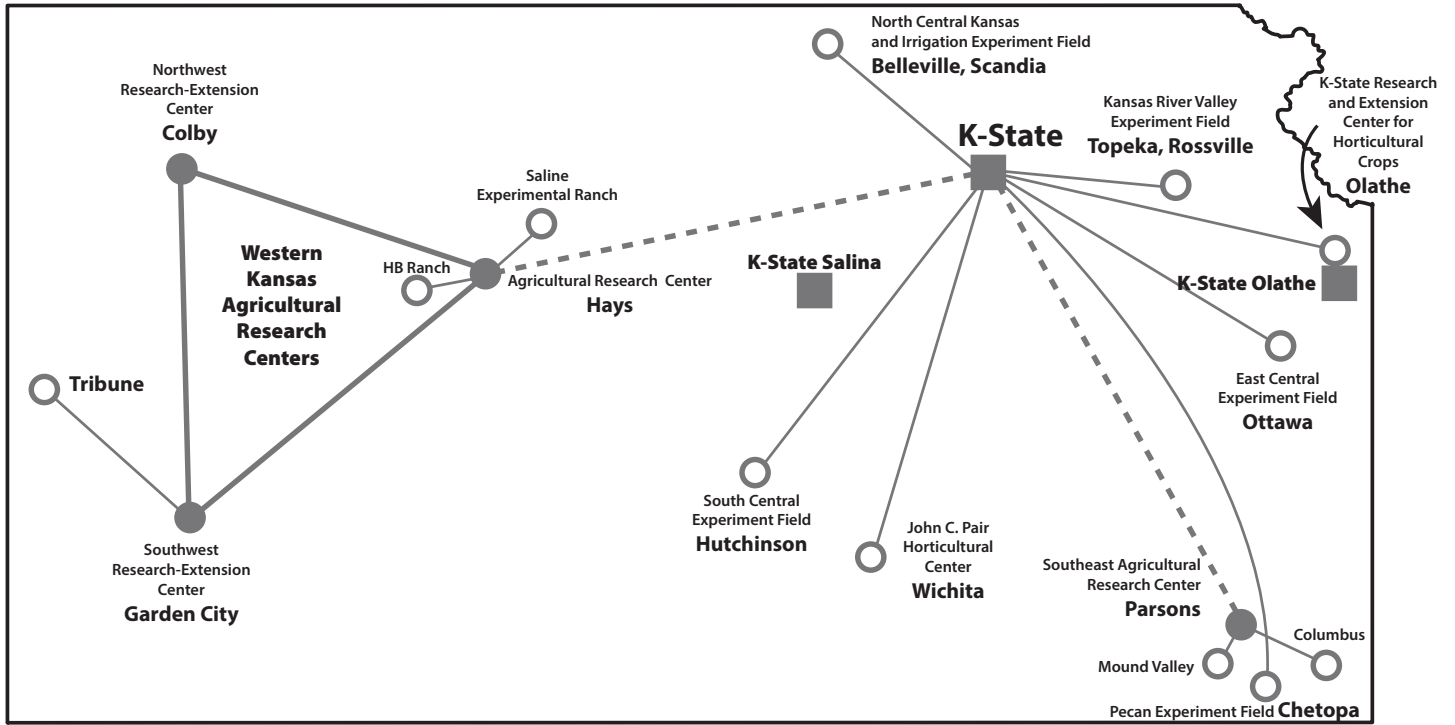 North Central Kansas
and Irrigation Experiment Field
Belleville, Scandia
Northwest
Research-Extension
Center
Colby
K-State Research
and Extension
Center for
Horticultural
Crops
Olathe
Kansas River Valley
Experiment Field
Topeka, Rossville
K-State
Saline
Experimental Ranch
Western
Kansas
Agricultural
Research
Centers
HB Ranch
Agricultural Research Center
Hays
K-State Salina
K-State Olathe
Tribune
East Central
Experiment Field
Ottawa
South Central
Experiment Field
Hutchinson
John C. Pair
Horticultural
Center
Wichita
Southwest
Research-Extension
Center
Garden City
Southeast Agricultural
Research Center
Parsons
Columbus
Mound Valley
Pecan Experiment Field Chetopa